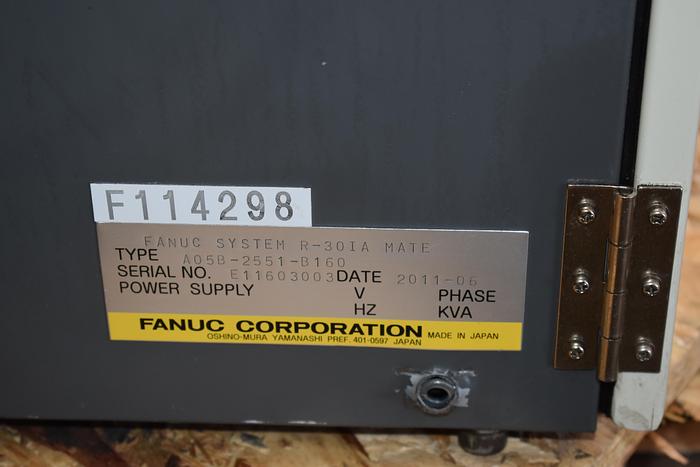 F114298
FANUC SYSTEM R-30IA MATE
TYPE A05B-2551-B160
SERIAL NO. E11603003 DATE 2011-06
POWER SUPPLY V PHASE
HZ KVA
FANUC CORPORATION MADE IN JAPAN
OSHINO-MURA YAMANASHI PREF. 401-0597 JAPAN